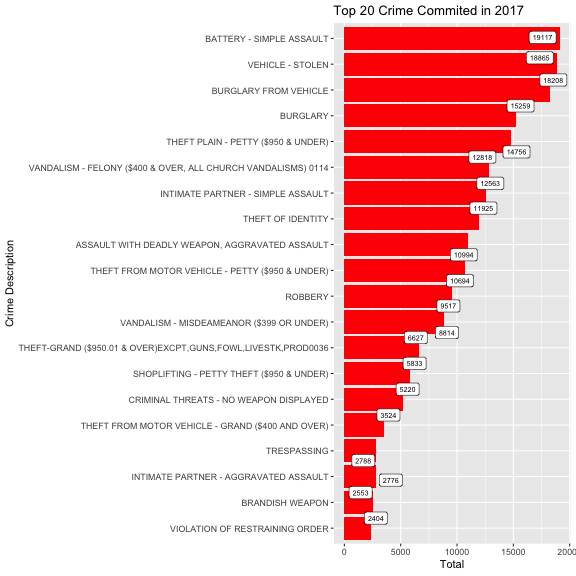 Top 20 Crime Commited in 2017
Crime Description
BATTERY - SIMPLE ASSAULT
19117
VEHICLE - STOLEN
18865
BURGLARY FROM VEHICLE
18208
BURGLARY
15259
THEFT PLAIN - PETTY ($950 & UNDER)
14756
VANDALISM - FELONY ($400 & OVER, ALL CHURCH VANDALISMS) 0114
12818
INTIMATE PARTNER - SIMPLE ASSAULT
12563
THEFT OF IDENTITY
11925
ASSAULT WITH DEADLY WEAPON, AGGRAVATED ASSAULT
10994
THEFT FROM MOTOR VEHICLE - PETTY ($950 & UNDER)
10694
ROBBERY
9517
VANDALISM - MISDEAMEANOR ($399 OR UNDER)
8814
THEFT-GRAND ($950.01 & OVER)EXCPT,GUNS,FOWL,LIVESTK,PROD0036
6627
SHOPLIFTING - PETTY THEFT ($950 & UNDER)
5833
CRIMINAL THREATS - NO WEAPON DISPLAYED
5220
THEFT FROM MOTOR VEHICLE - GRAND ($400 AND OVER)
3524
TRESPASSING
2788
INTIMATE PARTNER - AGGRAVATED ASSAULT
2776
BRANDISH WEAPON
2553
VIOLATION OF RESTRAINING ORDER
2404
0 5000 10000 15000 20000
Total